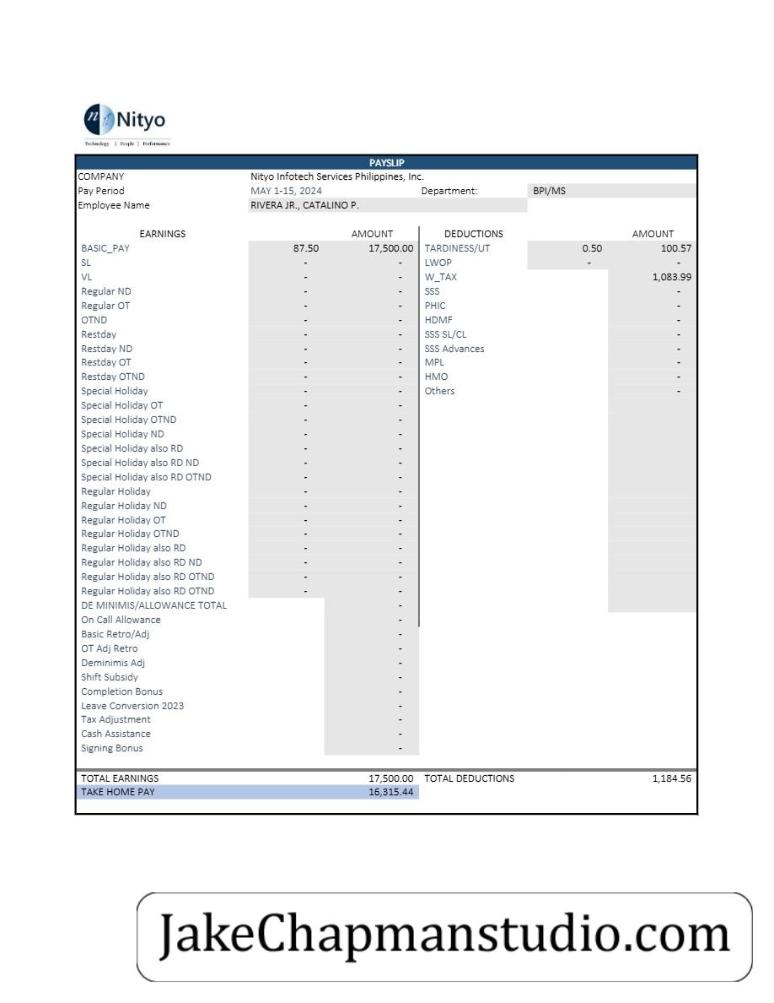 n Nityo
Technology | People | Performance
PAYSLIP
COMPANY Nityo Infotech Services Philippines, Inc.
Pay Period MAY 1-15, 2024 Department: BPI/MS
Employee Name RIVERA JR., CATALINO P.
EARNINGS AMOUNT DEDUCTIONS AMOUNT
BASIC_PAY 87.50 17,500.00 TARDINESS/UT 0.50 100.57
SL - - LWOP - -
VL - - W_TAX 1,083.99
Regular ND - - SSS -
Regular OT - - PHIC -
OTND - - HDMF -
Restday - - SSS SL/CL -
Restday ND - - SSS Advances -
Restday OT - - MPL -
Restday OTND - - HMO -
Special Holiday - - Others -
Special Holiday OT - -
Special Holiday OTND - -
Special Holiday ND - -
Special Holiday also RD - -
Special Holiday also RD ND - -
Special Holiday also RD OTND - -
Regular Holiday - -
Regular Holiday ND - -
Regular Holiday OT - -
Regular Holiday OTND - -
Regular Holiday also RD - -
Regular Holiday also RD ND - -
Regular Holiday also RD OTND - -
Regular Holiday also RD OTND - -
DE MINIMIS/ALLOWANCE TOTAL -
On Call Allowance -
Basic Retro/Adj -
OT Adj Retro -
Deminimis Adj -
Shift Subsidy -
Completion Bonus -
Leave Conversion 2023 -
Tax Adjustment -
Cash Assistance -
Signing Bonus -
TOTAL EARNINGS 17,500.00 TOTAL DEDUCTIONS 1,184.56
TAKE HOME PAY 16,315.44
JakeChapmanstudio.com